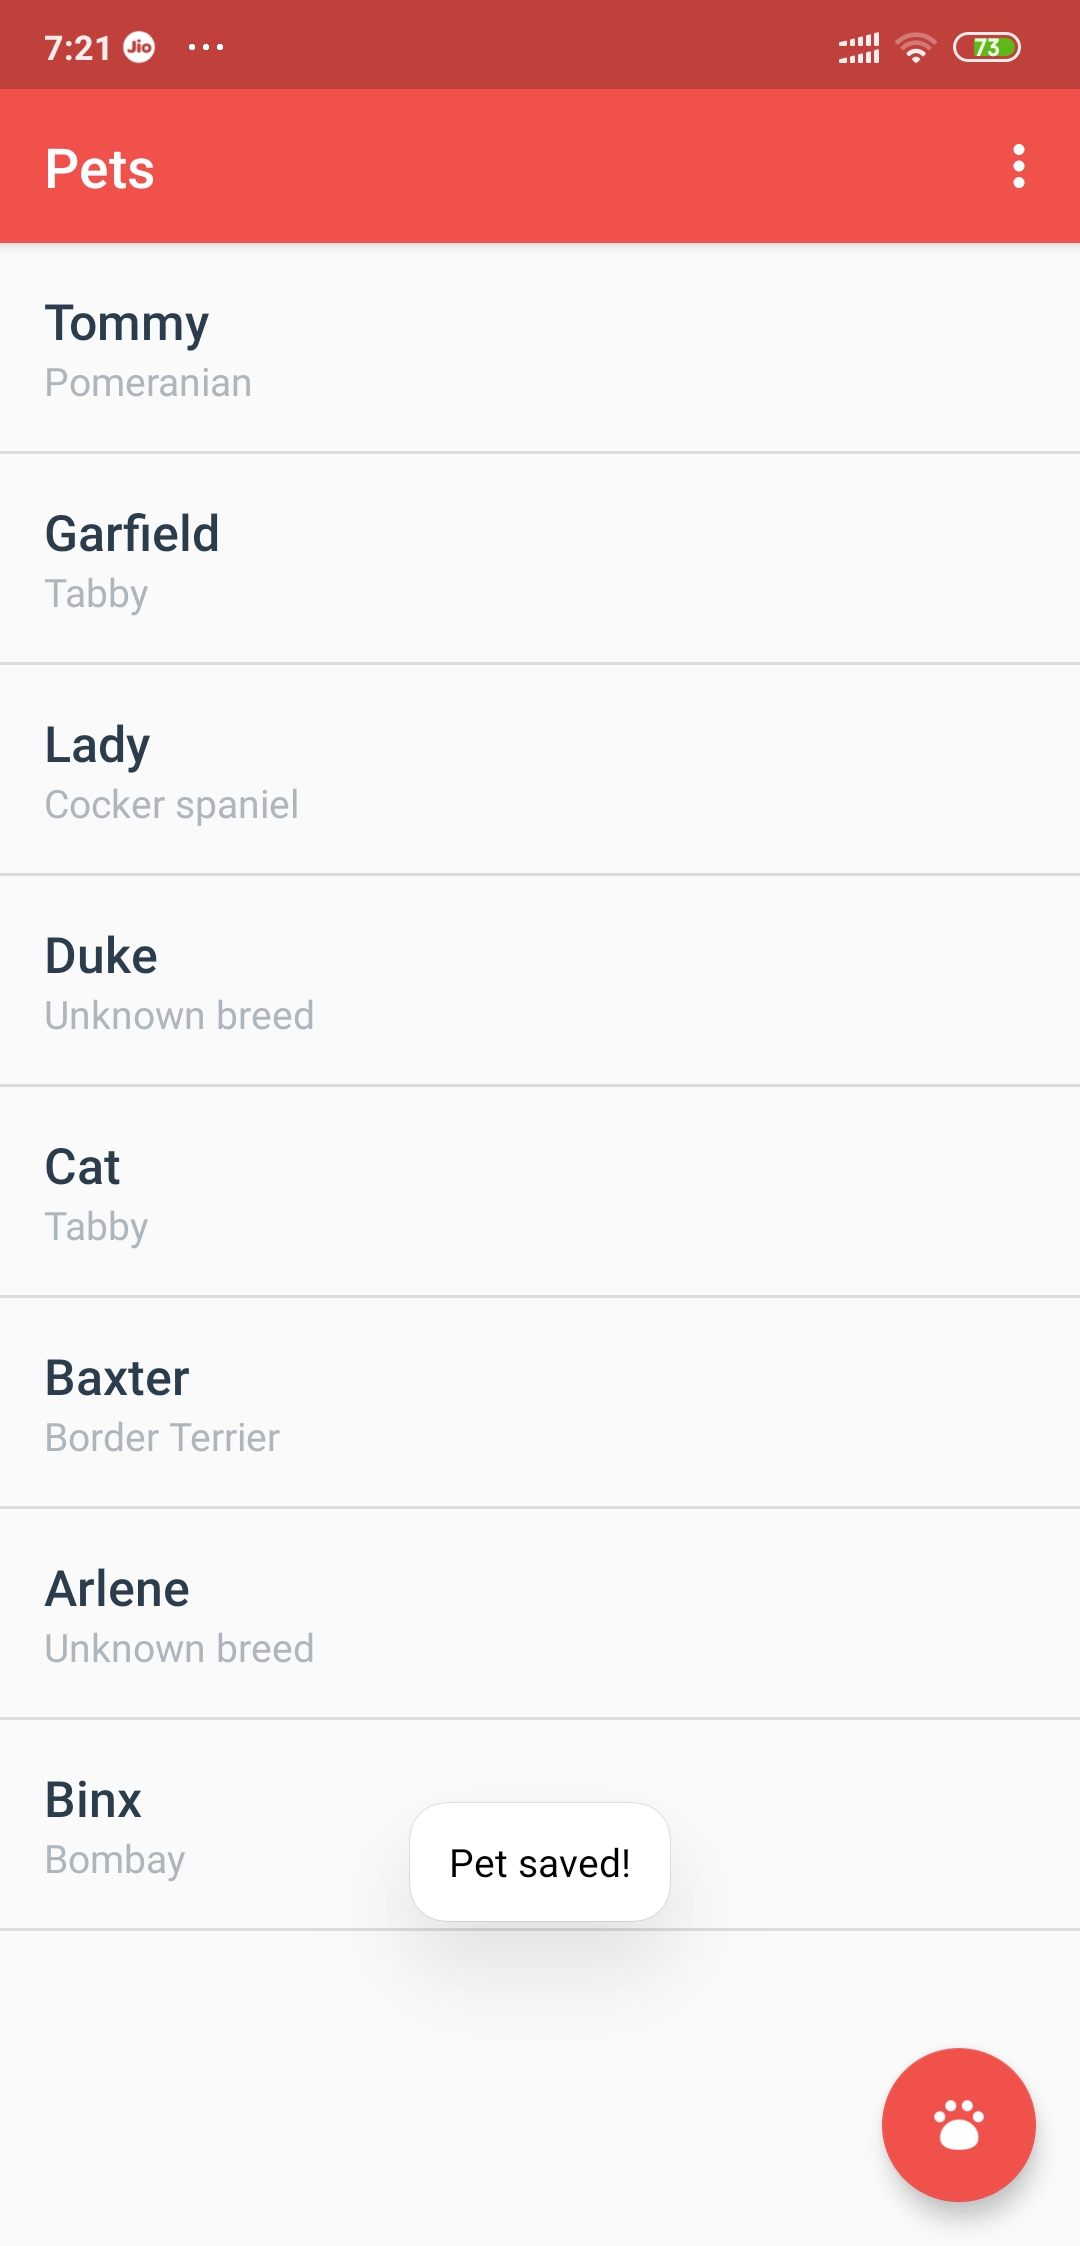 7:21 Jio ... 73
Pets
Tommy
Pomeranian
Garfield
Tabby
Lady
Cocker spaniel
Duke
Unknown breed
Cat
Tabby
Baxter
Border Terrier
Arlene
Unknown breed
Binx
Bombay
Pet saved!